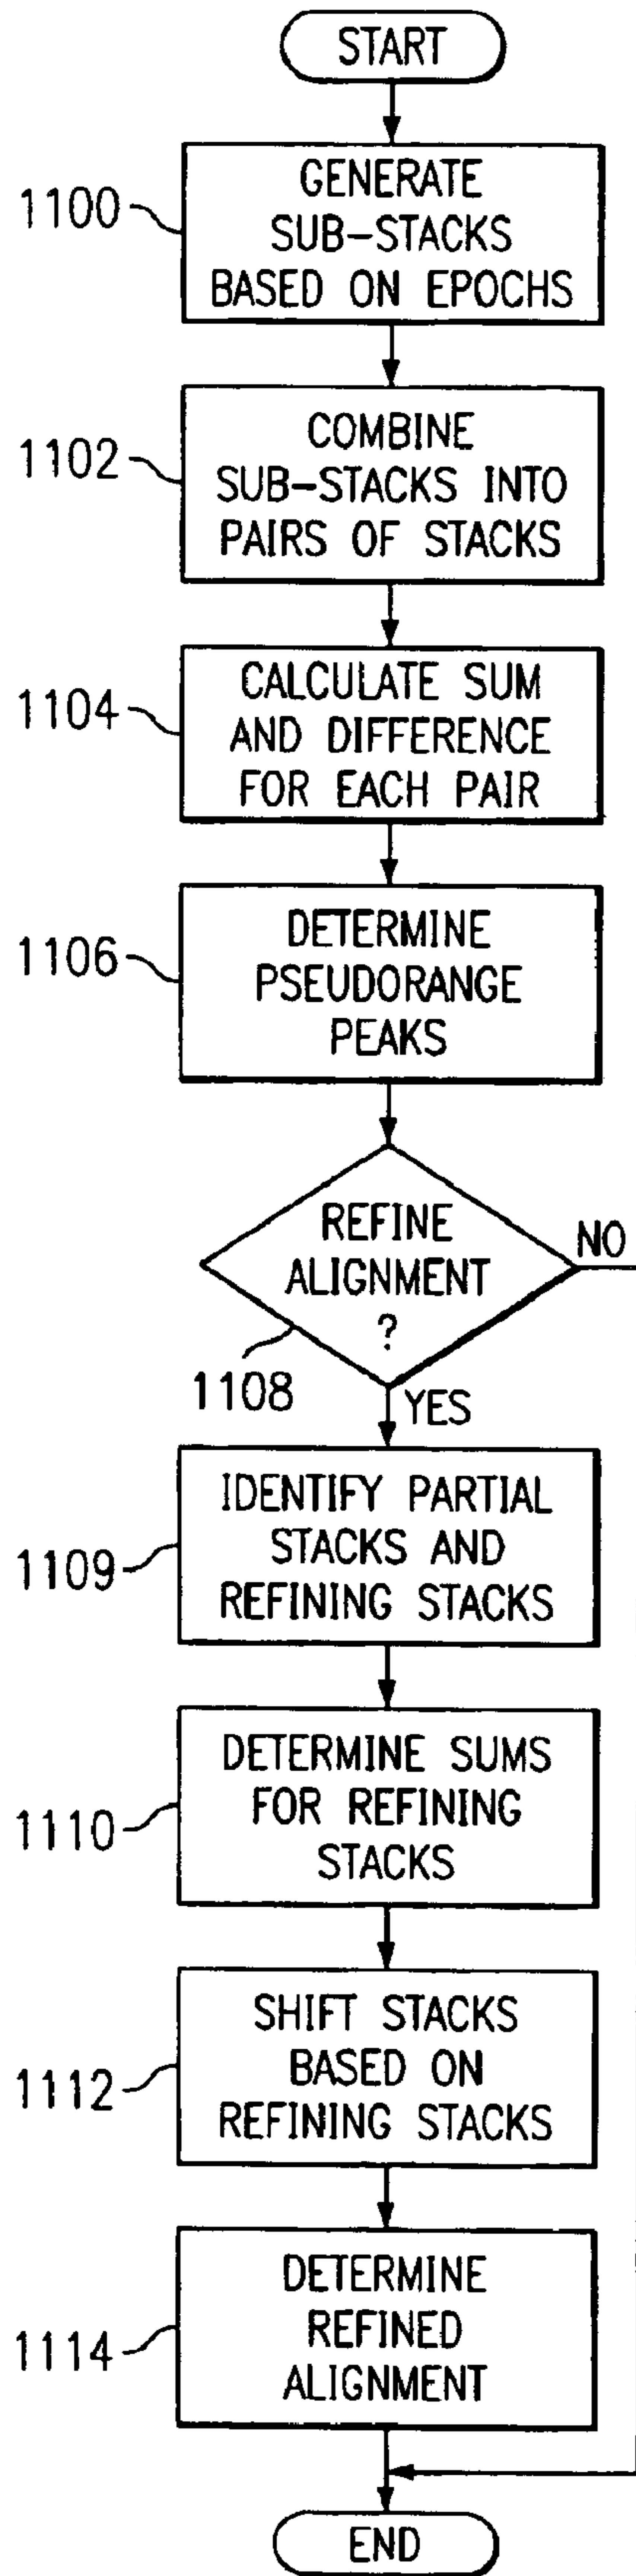 START
1100
GENERATE
SUB-STACKS
BASED ON EPOCHS
1102
COMBINE
SUB-STACKS INTO
PAIRS OF STACKS
1104
CALCULATE SUM
AND DIFFERENCE
FOR EACH PAIR
1106
DETERMINE
PSEUDORANGE
PEAKS
REFINE
ALIGNMENT
?
NO
1108
YES
1109
IDENTIFY PARTIAL
STACKS AND
REFINING STACKS
1110
DETERMINE SUMS
FOR REFINING
STACKS
1112
SHIFT STACKS
BASED ON
REFINING STACKS
1114
DETERMINE
REFINED
ALIGNMENT
END